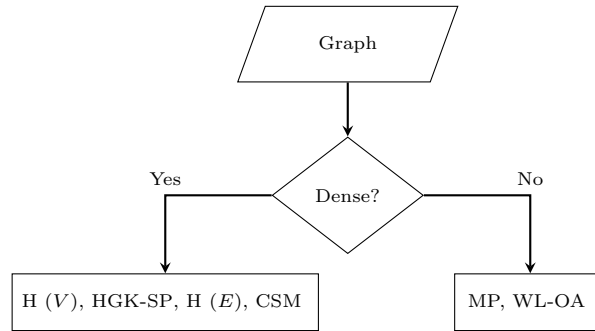 Graph
Dense?
Yes
No
H (V), HGK-SP, H (E), CSM
MP, WL-OA